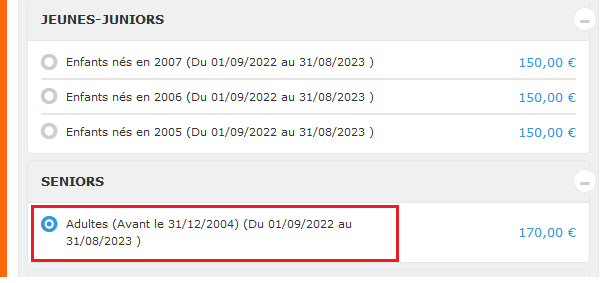 JEUNES-JUNIORS
Enfants nés en 2007 (Du 01/09/2022 au 31/08/2023 ) 150,00 €
Enfants nés en 2006 (Du 01/09/2022 au 31/08/2023 ) 150,00 €
Enfants nés en 2005 (Du 01/09/2022 au 31/08/2023 ) 150,00 €
SENIORS
Adultes (Avant le 31/12/2004) (Du 01/09/2022 au
31/08/2023 ) 170,00 €